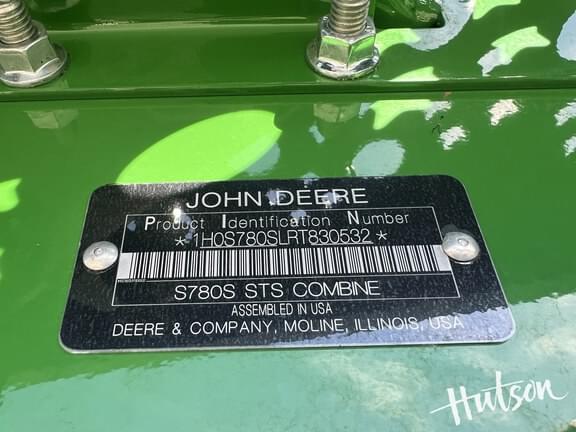 JOHN DEERE
Product Identification Number
*1H0S780SLRT830532*
S780S STS COMBINE
ASSEMBLED IN USA
DEERE & COMPANY, MOLINE, ILLINOIS, USA
Hutson